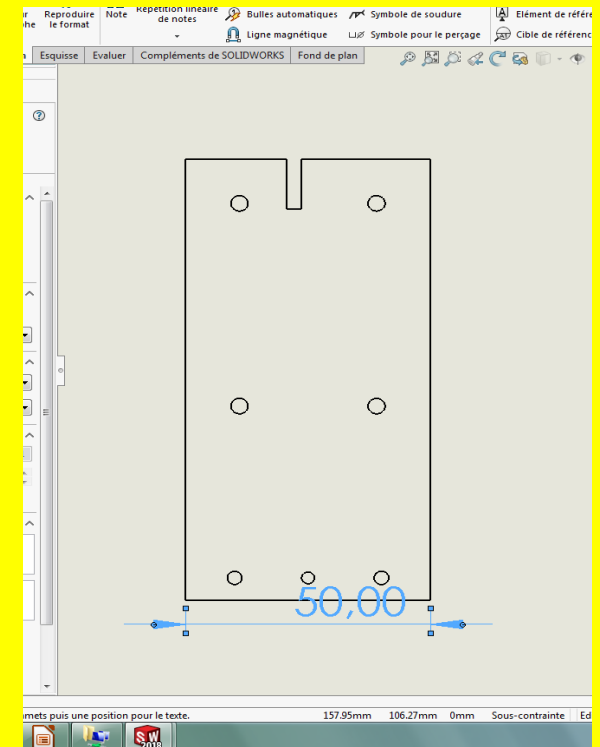 Reproduire
le format
Note
Répétition linéaire
de notes
Bulles automatiques
Symbole de soudure
Elément de référe
Ligne magnétique
Symbole pour le perçage
Cible de référenc
Esquisse
Evaluer
Compléments de SOLIDWORKS
Fond de plan
50,00
mets puis une position pour le texte.
157.95mm
106.27mm
0mm
Sous-contrainte
Ed
SW
2018